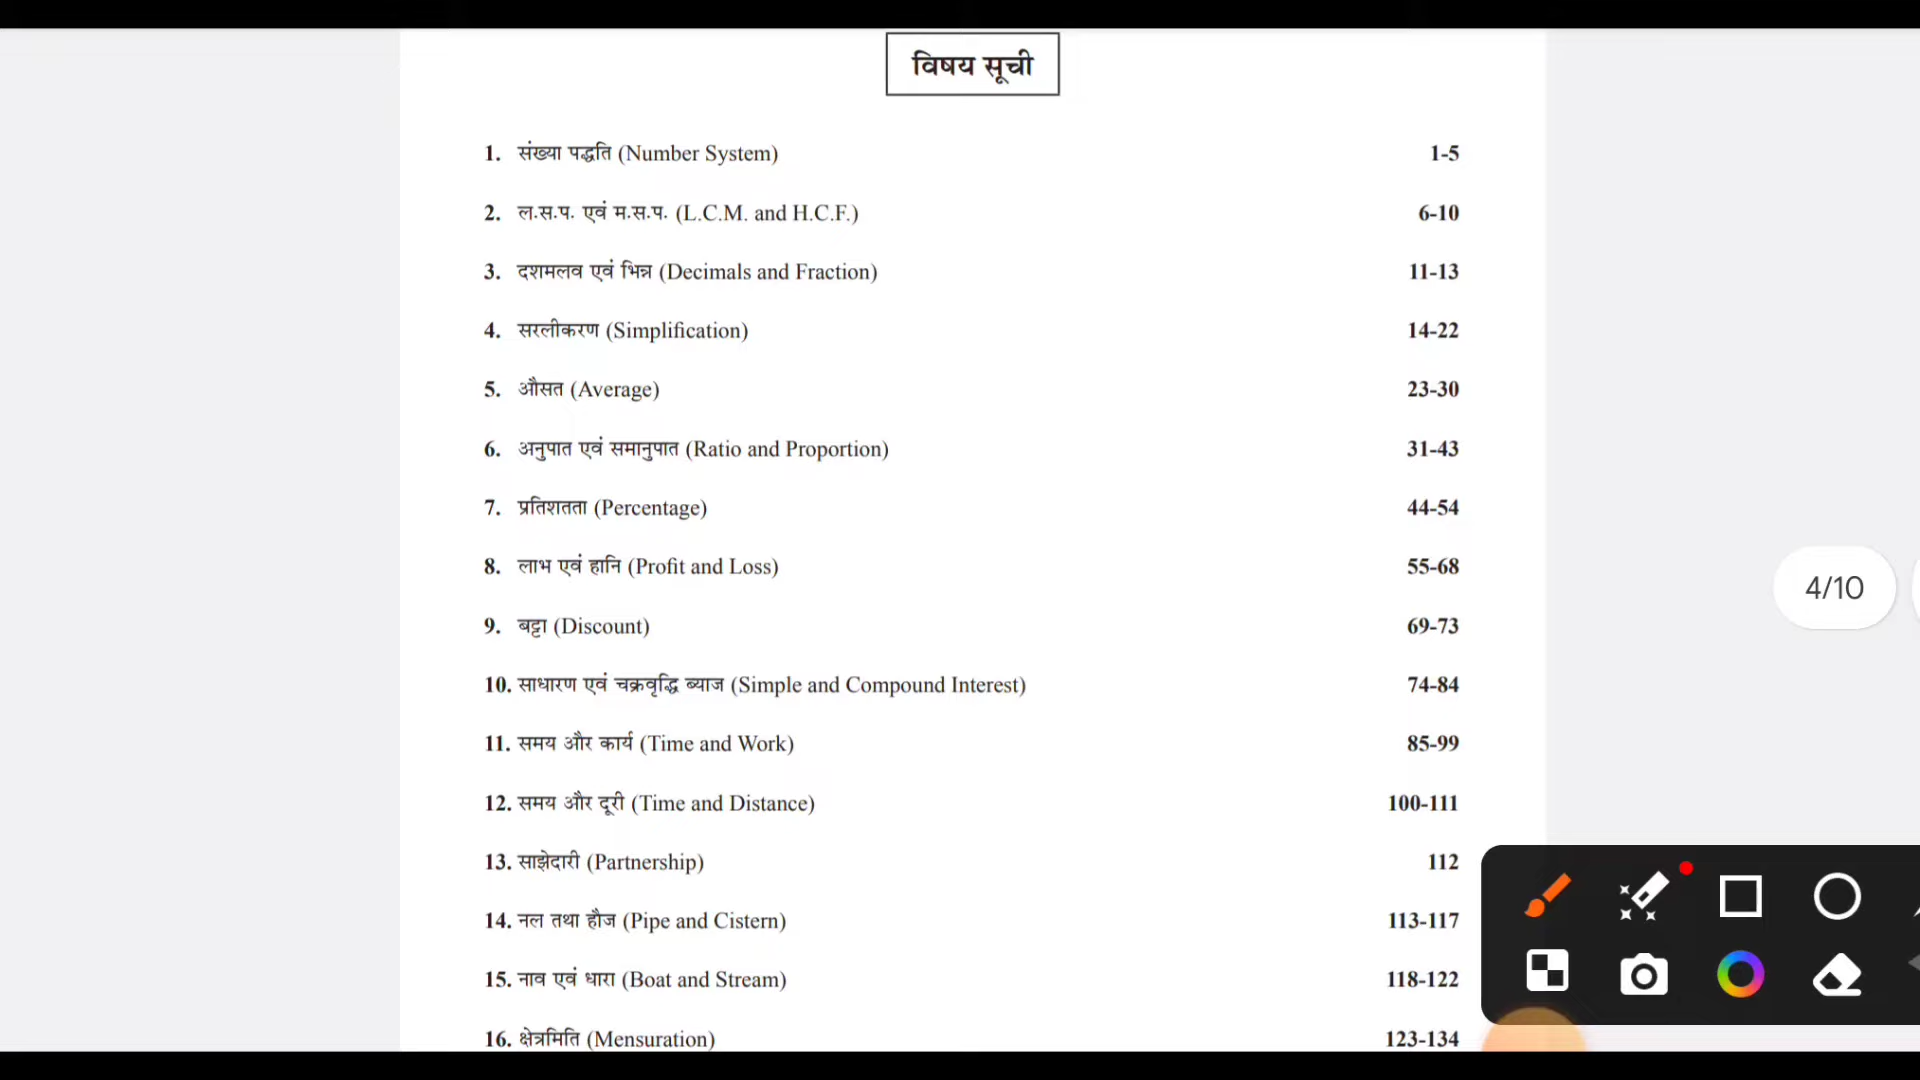 विषय सूची
1. संख्या पद्धति (Number System) 1-5
2. ल.स.प. एवं म.स.प. (L.C.M. and H.C.F.) 6-10
3. दशमलव एवं भिन्न (Decimals and Fraction) 11-13
4. सरलीकरण (Simplification) 14-22
5. औसत (Average) 23-30
6. अनुपात एवं समानुपात (Ratio and Proportion) 31-43
7. प्रतिशतता (Percentage) 44-54
8. लाभ एवं हानि (Profit and Loss) 55-68
4/10
9. बट्टा (Discount) 69-73
10. साधारण एवं चक्रवृद्धि ब्याज (Simple and Compound Interest) 74-84
11. समय और कार्य (Time and Work) 85-99
12. समय और दूरी (Time and Distance) 100-111
13. साझेदारी (Partnership) 112
14. नल तथा हौज (Pipe and Cistern) 113-117
15. नाव एवं धारा (Boat and Stream) 118-122
16. क्षेत्रमिति (Mensuration) 123-134